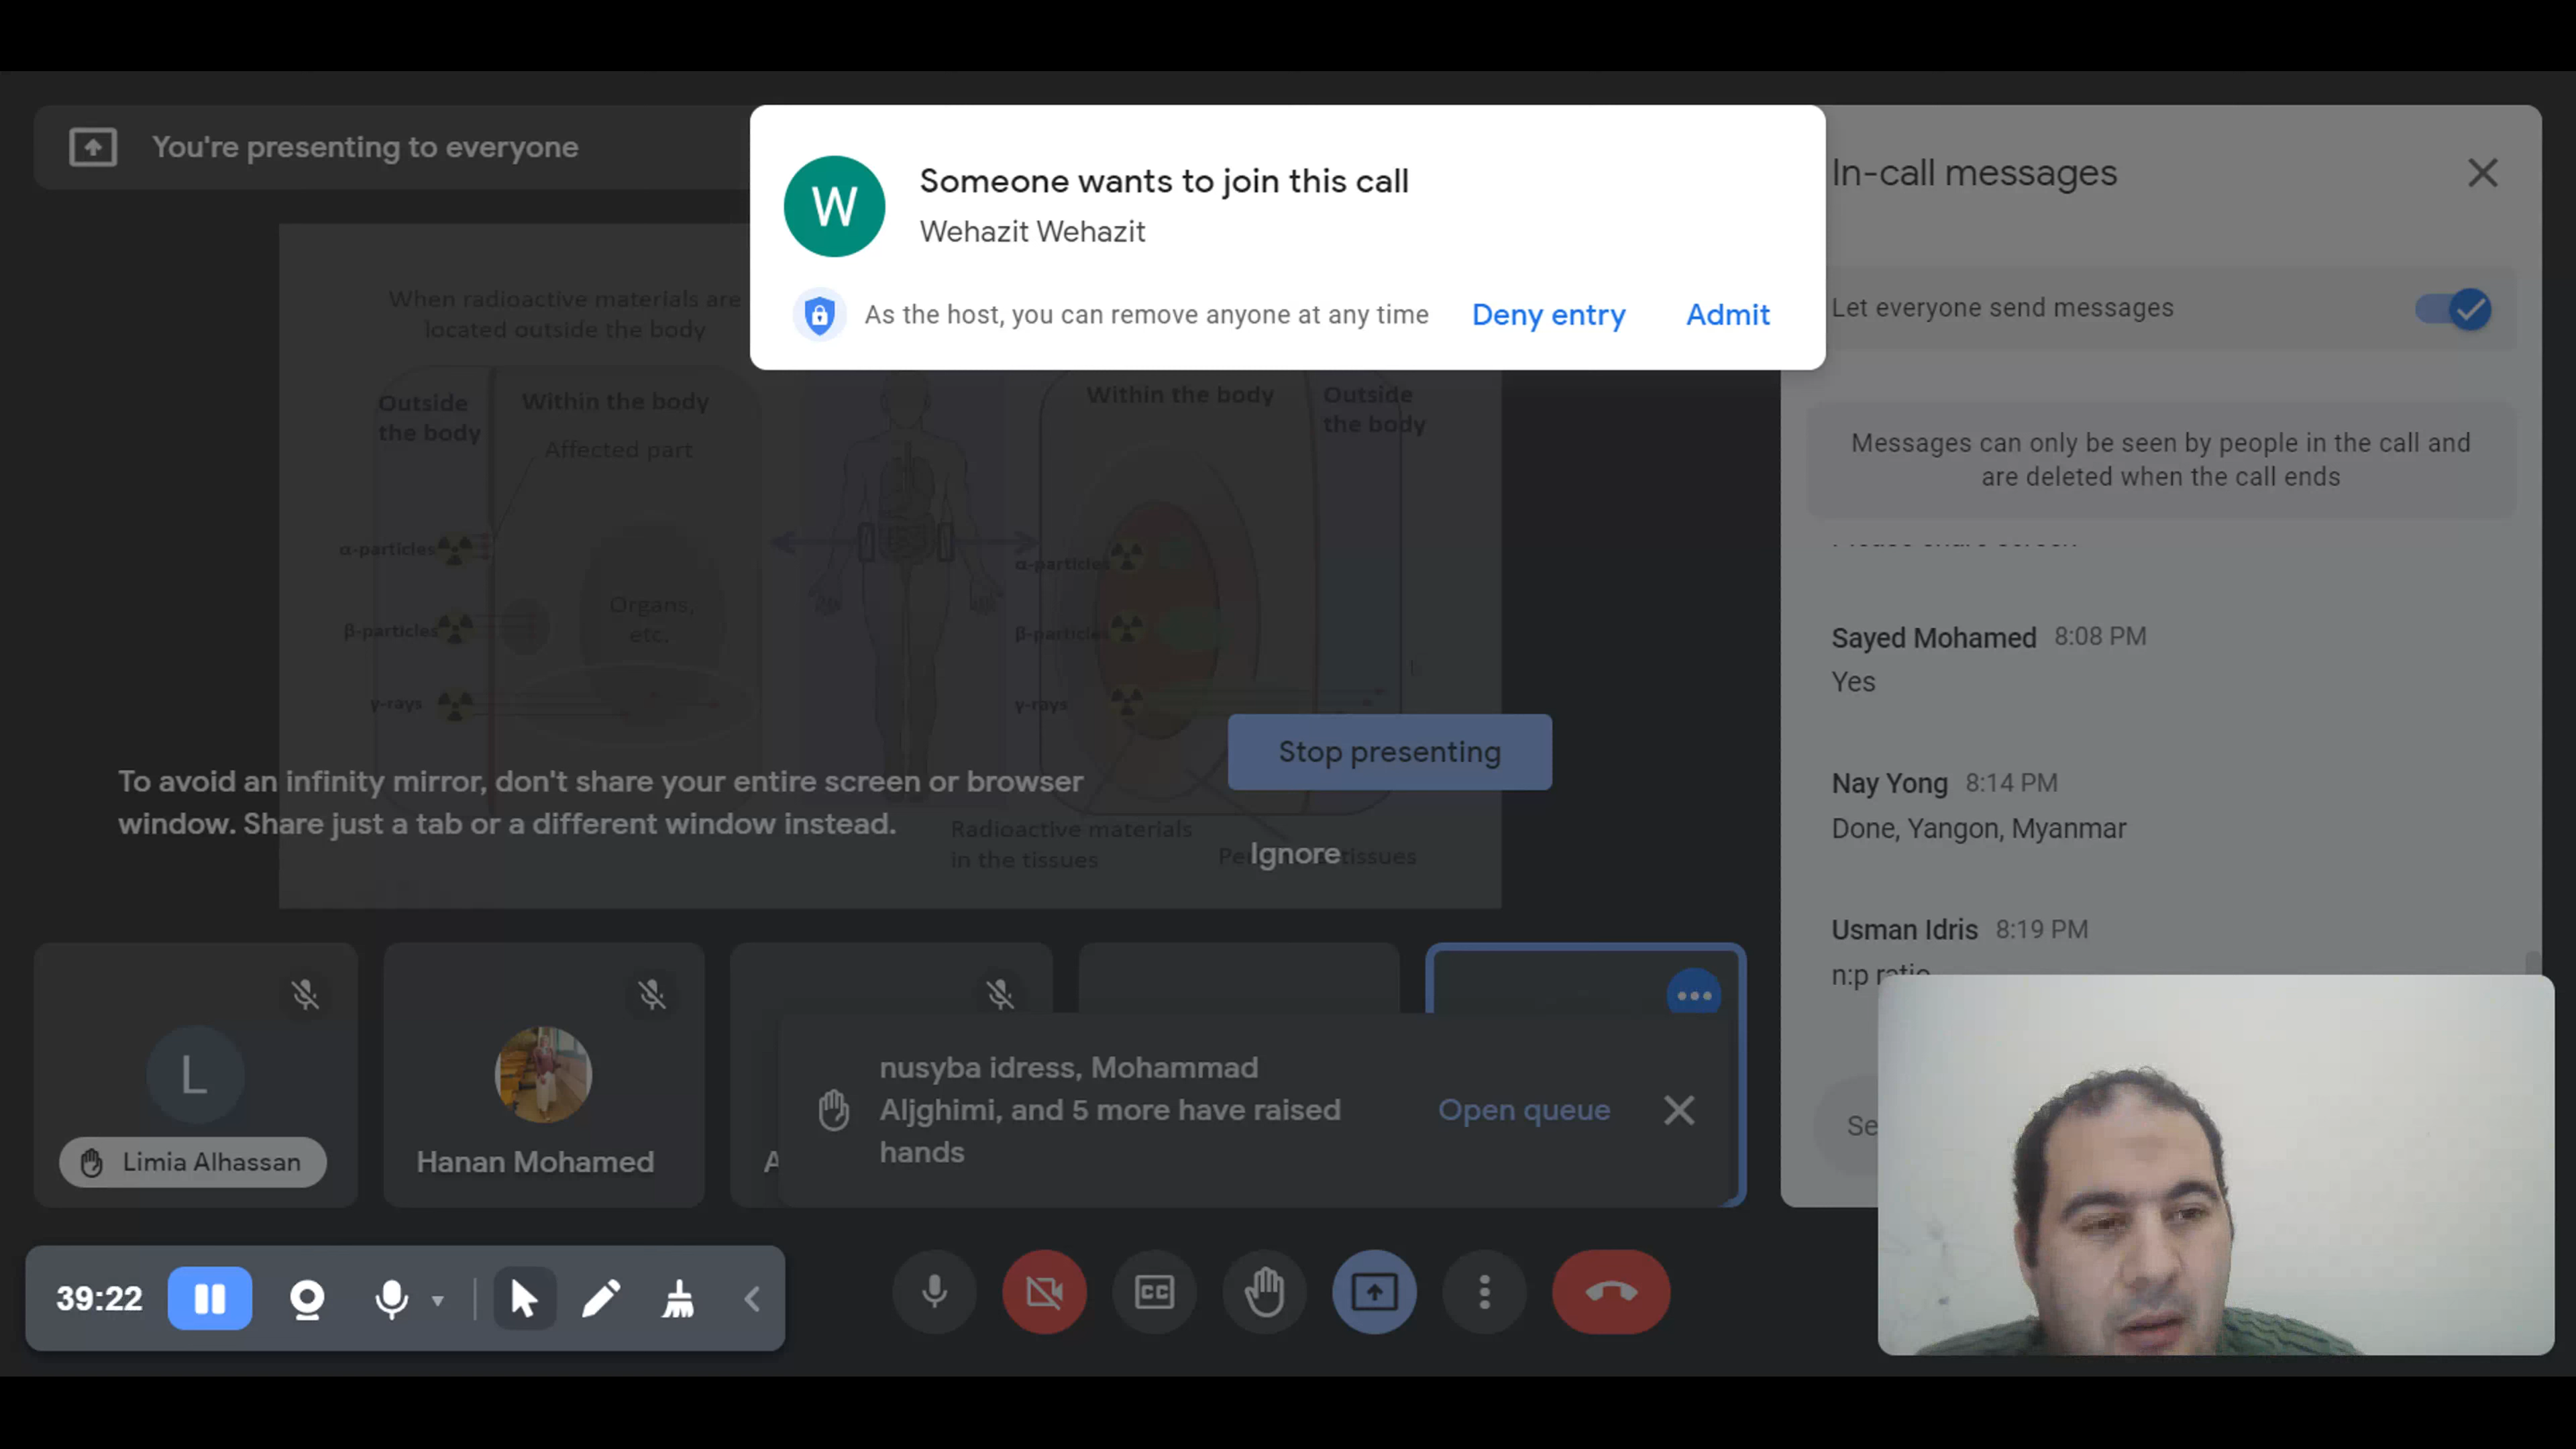 You're presenting to everyone
Someone wants to join this call
W
Wehazit Wehazit
As the host, you can remove anyone at any time
Deny entry
Admit
In-call messages
Let everyone send messages
Messages can only be seen by people in the call and
are deleted when the call ends
Sayed Mohamed 8:08 PM
Yes
Nay Yong 8:14 PM
Done, Yangon, Myanmar
Usman Idris 8:19 PM
n:p ratio
When radioactive materials are
located outside the body
Outside
the body
Within the body
Affected part
α-particles
β-particles
γ-rays
Organs,
etc.
Within the body
Outside
the body
α-particles
β-particles
γ-rays
Radioactive materials
in the tissues
tissues
To avoid an infinity mirror, don't share your entire screen or browser
window. Share just a tab or a different window instead.
Stop presenting
Ignore
L
Limia Alhassan
Hanan Mohamed
A
nusyba idress, Mohammad
Aljghimi, and 5 more have raised
hands
Open queue
Se
39:22
CC